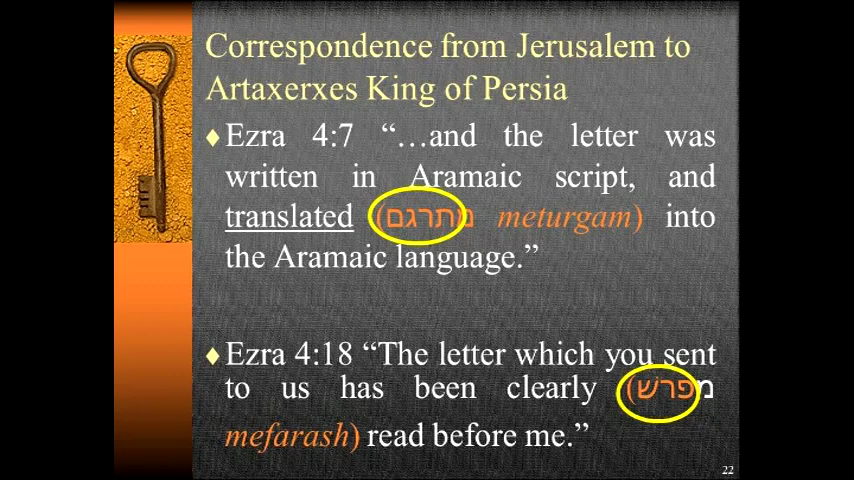 Correspondence from Jerusalem to
Artaxerxes King of Persia
♦Ezra 4:7 “…and the letter was
written in Aramaic script, and
translated (מתרגם meturgam) into
the Aramaic language.”
♦Ezra 4:18 “The letter which you sent
to us has been clearly (מפרשׁ
mefarash) read before me.”
22